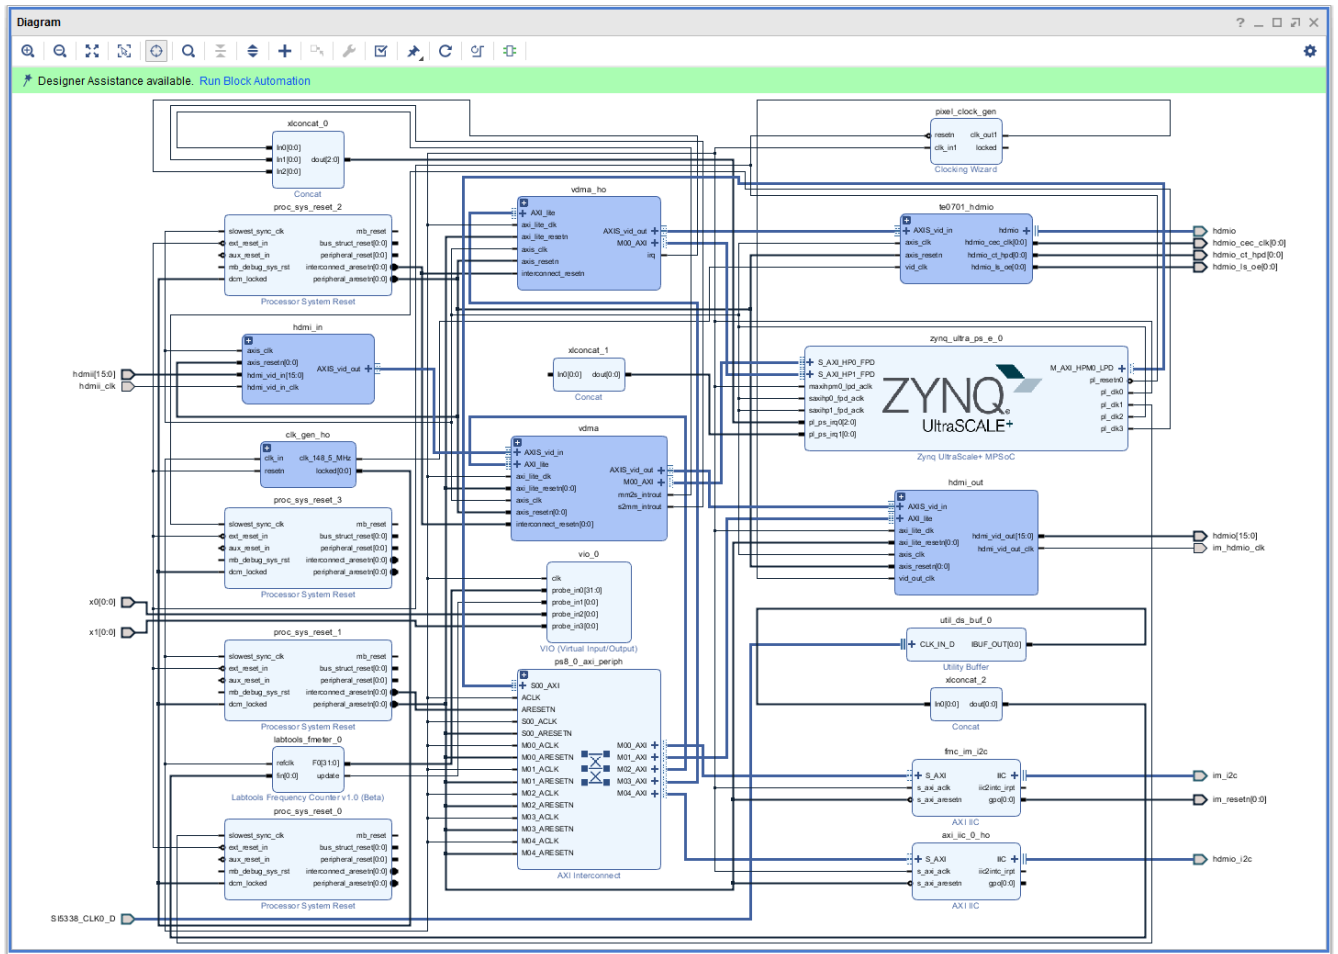 Diagram
Designer Assistance available. Run Block Automation
xlconcat_0
In0[0:0]
In1[0:0] dout[2:0]
In2[0:0]
Concat
pixel_clock_gen
resetn clk_out1
clk_in1 locked
Clocking Wizard
proc_sys_reset_2
slowest_sync_clk mb_reset
ext_reset_in bus_struct_reset[0:0]
aux_reset_in peripheral_reset[0:0]
mb_debug_sys_rst interconnect_aresetn[0:0]
dcm_locked peripheral_aresetn[0:0]
Processor System Reset
vdma_ho
AXI_lite
axi_lite_clk AXIS_vid_out
axi_lite_resetn M00_AXI
axis_clk irq
axis_resetn
interconnect_resetn
te0701_hdmio
AXIS_vid_in hdmio
axis_clk hdmio_cec_clk[0:0]
axis_resetn hdmio_ct_hpd[0:0]
vid_clk hdmio_ls_oe[0:0]
hdmio
hdmio_cec_clk[0:0]
hdmio_ct_hpd[0:0]
hdmio_ls_oe[0:0]
hdmii[15:0]
hdmii_clk
hdmi_in
axis_clk
axis_resetn[0:0] AXIS_vid_out
hdmi_vid_in[15:0]
hdmi_vid_in_clk
xlconcat_1
In0[0:0] dout[0:0]
Concat
zynq_ultra_ps_e_0
S_AXI_HP0_FPD
S_AXI_HP1_FPD
maxihpm0_lpd_aclk
saxihp0_fpd_aclk
saxihp1_fpd_aclk
pl_ps_irq0[2:0]
pl_ps_irq1[0:0]
ZYNQ
UltraSCALE+
M_AXI_HPM0_LPD
pl_resetn0
pl_clk0
pl_clk1
pl_clk2
pl_clk3
Zynq UltraScale+ MPSoC
clk_gen_ho
clk_in clk_148_5_MHz
resetn locked[0:0]
vdma
AXIS_vid_in
AXI_lite
axi_lite_clk AXIS_vid_out
axi_lite_resetn[0:0] M00_AXI
axis_clk mm2s_introut
axis_resetn[0:0] s2mm_introut
interconnect_resetn[0:0]
hdmi_out
AXIS_vid_in
AXI_lite
axi_lite_clk
axi_lite_resetn[0:0] hdmi_vid_out[15:0]
axis_clk hdmi_vid_out_clk
axis_resetn[0:0]
vid_out_clk
hdmio[15:0]
im_hdmio_clk
proc_sys_reset_3
slowest_sync_clk mb_reset
ext_reset_in bus_struct_reset[0:0]
aux_reset_in peripheral_reset[0:0]
mb_debug_sys_rst interconnect_aresetn[0:0]
dcm_locked peripheral_aresetn[0:0]
Processor System Reset
x0[0:0]
x1[0:0]
vio_0
clk
probe_in0[31:0]
probe_in1[0:0]
probe_in2[0:0]
probe_in3[0:0]
VIO (Virtual Input/Output)
util_ds_buf_0
CLK_IN_D IBUF_OUT[0:0]
Utility Buffer
xlconcat_2
In0[0:0] dout[0:0]
Concat
proc_sys_reset_1
slowest_sync_clk mb_reset
ext_reset_in bus_struct_reset[0:0]
aux_reset_in peripheral_reset[0:0]
mb_debug_sys_rst interconnect_aresetn[0:0]
dcm_locked peripheral_aresetn[0:0]
Processor System Reset
ps8_0_axi_periph
S00_AXI
ACLK
ARESETN
S00_ACLK
S00_ARESETN
M00_ACLK M00_AXI
M00_ARESETN M01_AXI
M01_ACLK M02_AXI
M01_ARESETN M03_AXI
M02_ACLK M04_AXI
M02_ARESETN
M03_ACLK
M03_ARESETN
M04_ACLK
M04_ARESETN
AXI Interconnect
labtools_fmeter_0
refclk F0[31:0]
fin[0:0] update
Labtools Frequency Counter v1.0 (Beta)
fmc_im_i2c
S_AXI IIC
s_axi_aclk iic2intc_irpt
s_axi_aresetn gpo[0:0]
AXI IIC
im_i2c
im_resetn[0:0]
proc_sys_reset_0
slowest_sync_clk mb_reset
ext_reset_in bus_struct_reset[0:0]
aux_reset_in peripheral_reset[0:0]
mb_debug_sys_rst interconnect_aresetn[0:0]
dcm_locked peripheral_aresetn[0:0]
Processor System Reset
axi_iic_0_ho
S_AXI IIC
s_axi_aclk iic2intc_irpt
s_axi_aresetn gpo[0:0]
AXI IIC
hdmio_i2c
SI5338_CLK0_D